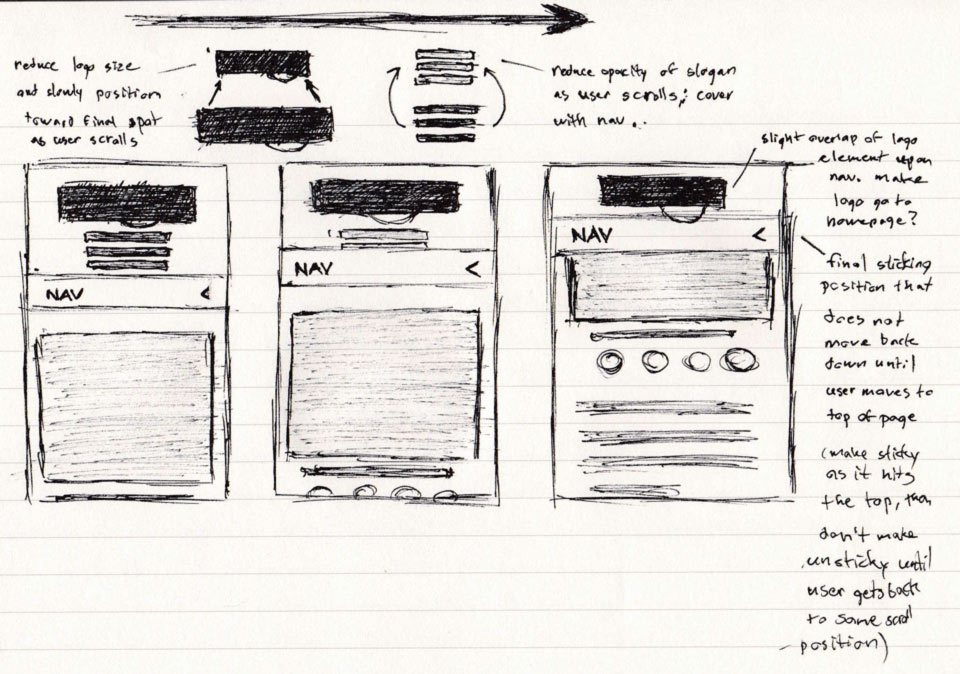 reduce logo size
and slowly position
toward final spot
as user scrolls
reduce opacity of slogan
as user scrolls; cover
with nav..
slight overlap of logo
element upon
nav. make
logo go to
homepage?
NAV <
NAV <
NAV <
final sticking
position that
does not
move back
down until
user moves to
top of page
(make sticky
as it hits
the top, then
don't make
unsticky until
user gets back
to same scroll
position)